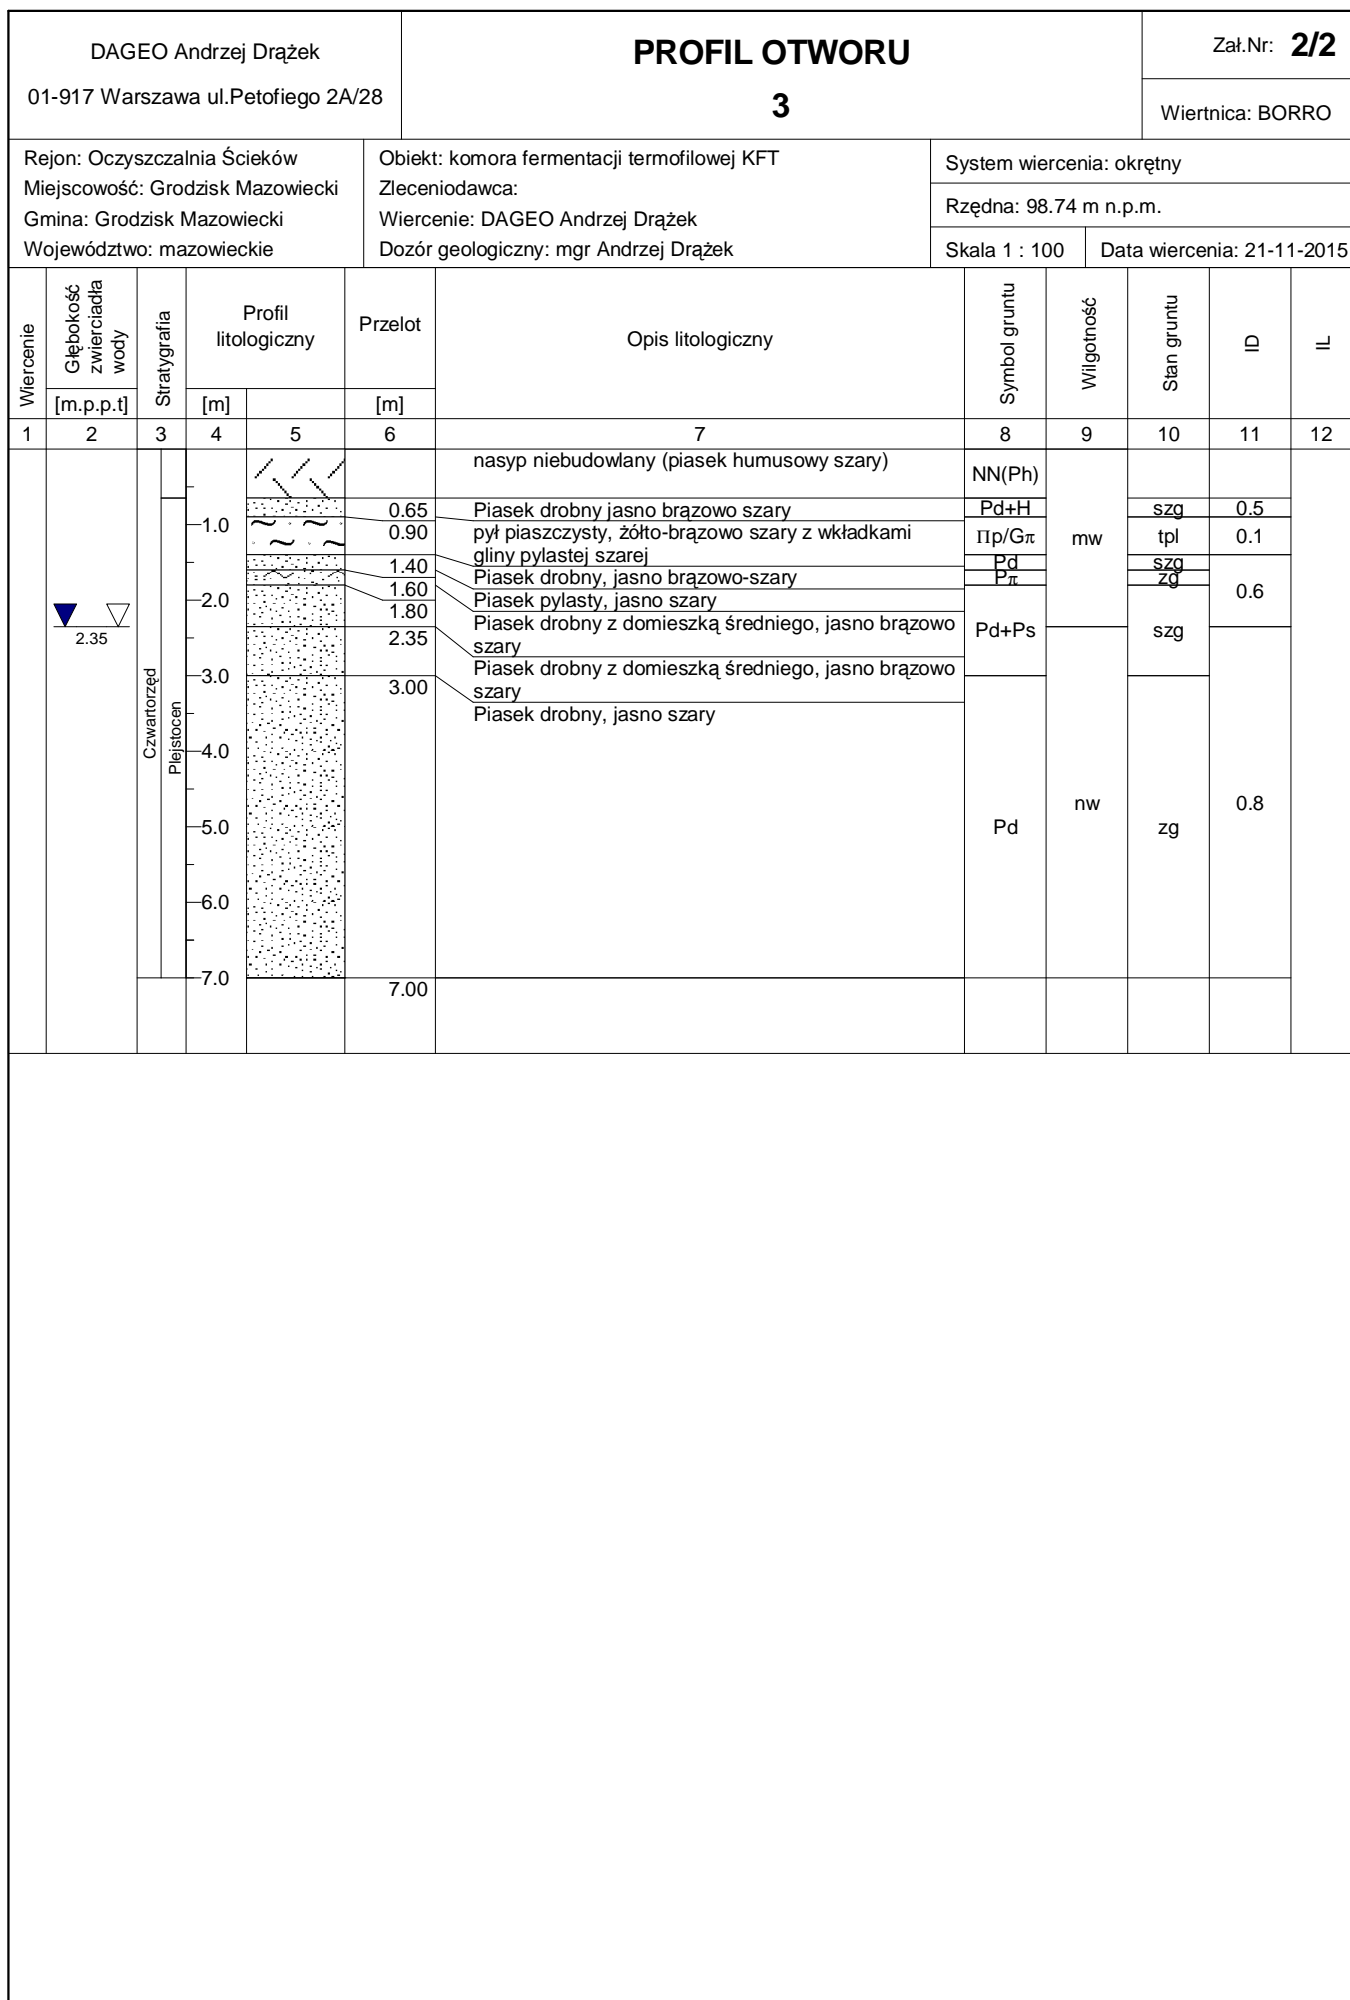 DAGEO Andrzej Drążek
01-917 Warszawa ul.Petofiego 2A/28
PROFIL OTWORU
3
Zał.Nr: 2/2
Wiertnica: BORRO
Rejon: Oczyszczalnia Ścieków
Miejscowość: Grodzisk Mazowiecki
Gmina: Grodzisk Mazowiecki
Województwo: mazowieckie
Obiekt: komora fermentacji termofilowej KFT
Zleceniodawca:
Wiercenie: DAGEO Andrzej Drążek
Dozór geologiczny: mgr Andrzej Drążek
System wiercenia: okrętny
Rzędna: 98.74 m n.p.m.
Skala 1 : 100
Data wiercenia: 21-11-2015
Wiercenie
Głębokość
zwierciadła
wody
[m.p.p.t]
Stratygrafia
Profil
litologiczny
[m]
Przelot
[m]
Opis litologiczny
Symbol gruntu
Wilgotność
Stan gruntu
ID
IL
1 2 3 4 5 6 7 8 9 10 11 12
2.35
Czwartorzęd
Plejstocen
1.0
2.0
3.0
4.0
5.0
6.0
7.0
0.65
0.90
1.40
1.60
1.80
2.35
3.00
7.00
nasyp niebudowlany (piasek humusowy szary)
Piasek drobny jasno brązowo szary
pył piaszczysty, żółto-brązowo szary z wkładkami
gliny pylastej szarej
Piasek drobny, jasno brązowo-szary
Piasek pylasty, jasno szary
Piasek drobny z domieszką średniego, jasno brązowo
szary
Piasek drobny z domieszką średniego, jasno brązowo
szary
Piasek drobny, jasno szary
NN(Ph)
Pd+H
Πp/Gπ
Pd
Pπ
Pd+Ps
Pd
mw
nw
szg
tpl
szg
zg
szg
zg
0.5
0.1
0.6
0.8